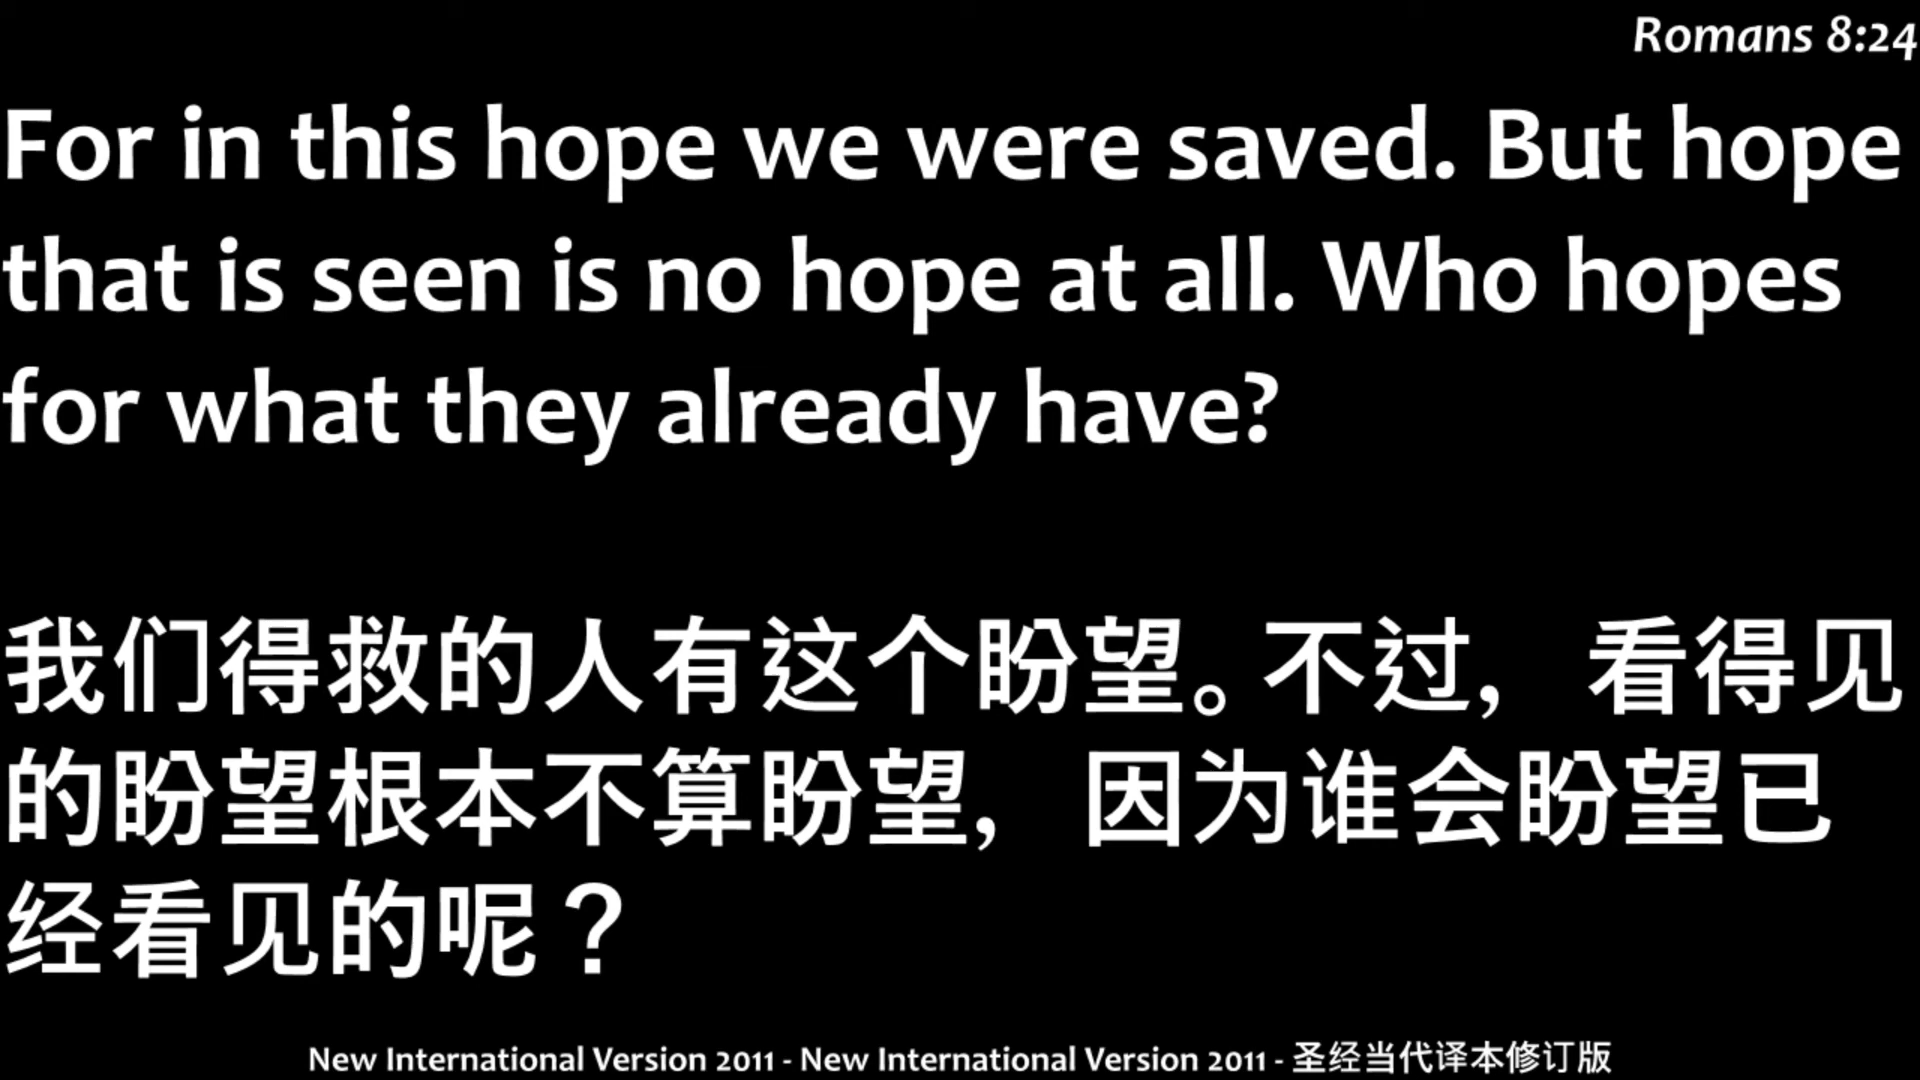 Romans 8:24
For in this hope we were saved. But hope
that is seen is no hope at all. Who hopes
for what they already have?
我们得救的人有这个盼望。不过，看得见
的盼望根本不算盼望，因为谁会盼望已
经看见的呢？
New International Version 2011 - New International Version 2011 - 圣经当代译本修订版